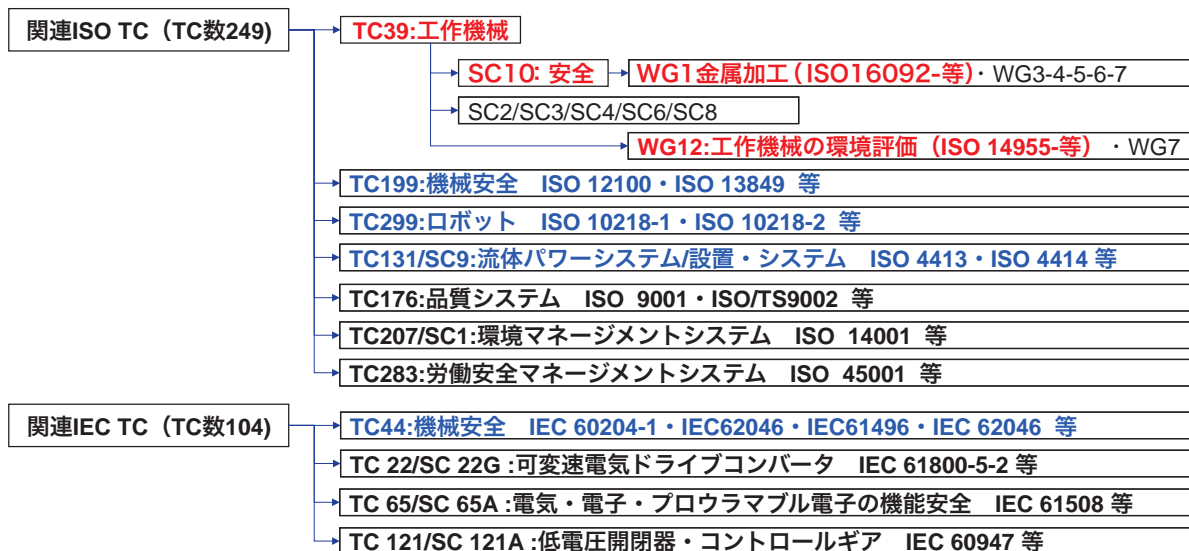 関連ISO TC（TC数249)
TC39:工作機械
SC10: 安全
WG1金属加工（ISO16092-等）・WG3-4-5-6-7
SC2/SC3/SC4/SC6/SC8
WG12:工作機械の環境評価（ISO 14955-等）・WG7
TC199:機械安全　ISO 12100・ISO 13849 等
TC299:ロボット　ISO 10218-1・ISO 10218-2 等
TC131/SC9:流体パワーシステム/設置・システム　ISO 4413・ISO 4414 等
TC176:品質システム　ISO 9001・ISO/TS9002 等
TC207/SC1:環境マネージメントシステム　ISO 14001 等
TC283:労働安全マネージメントシステム　ISO 45001 等
関連IEC TC（TC数104)
TC44:機械安全　IEC 60204-1・IEC62046・IEC61496・IEC 62046 等
TC 22/SC 22G :可変速電気ドライブコンバータ　IEC 61800-5-2 等
TC 65/SC 65A :電気・電子・プロウラマブル電子の機能安全　IEC 61508 等
TC 121/SC 121A :低電圧開閉器・コントロールギア　IEC 60947 等